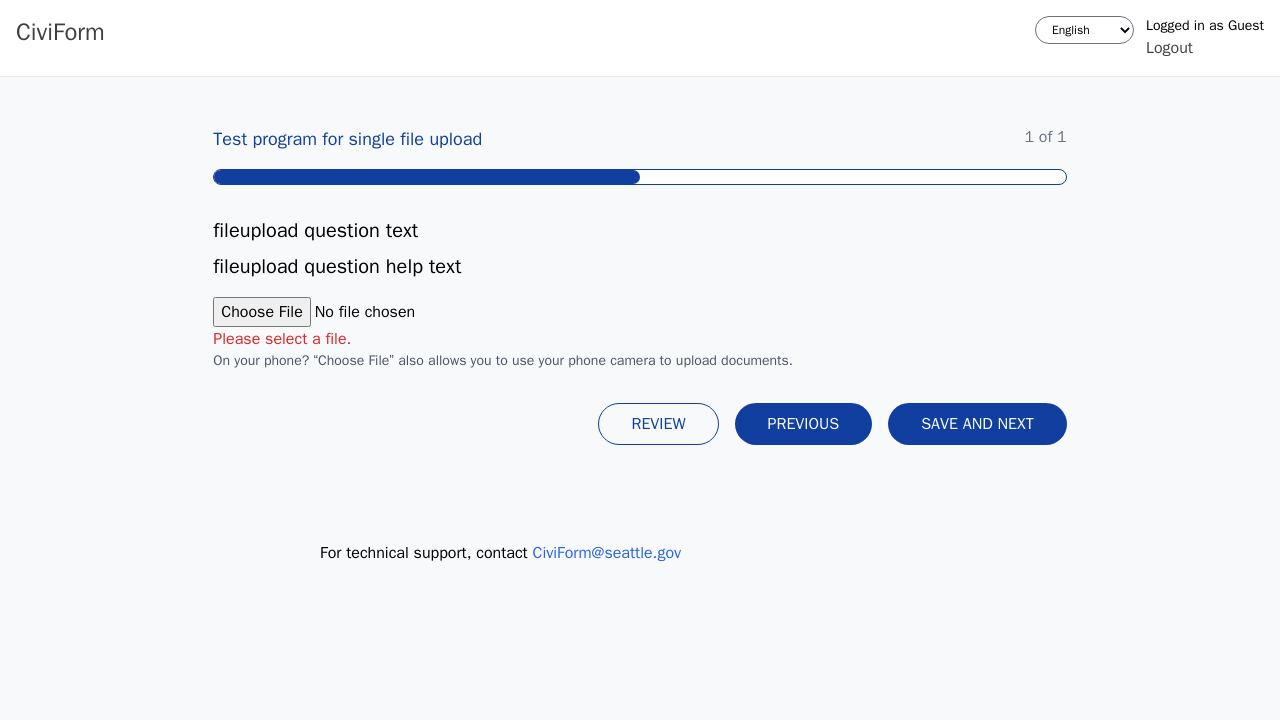 CiviForm
English
Logged in as Guest
Logout
Test program for single file upload
1 of 1
fileupload question text
fileupload question help text
Choose File No file chosen
Please select a file.
On your phone? “Choose File” also allows you to use your phone camera to upload documents.
REVIEW
PREVIOUS
SAVE AND NEXT
For technical support, contact CiviForm@seattle.gov